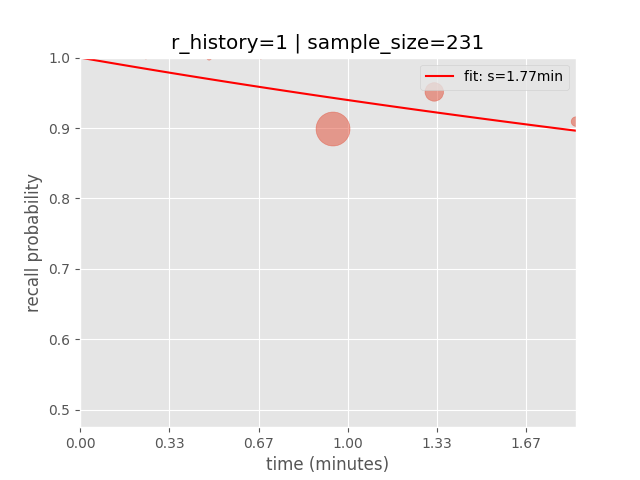 r_history=1 | sample_size=231
fit: s=1.77min
recall probability
1.0
0.9
0.8
0.7
0.6
0.5
0.00 0.33 0.67 1.00 1.33 1.67
time (minutes)